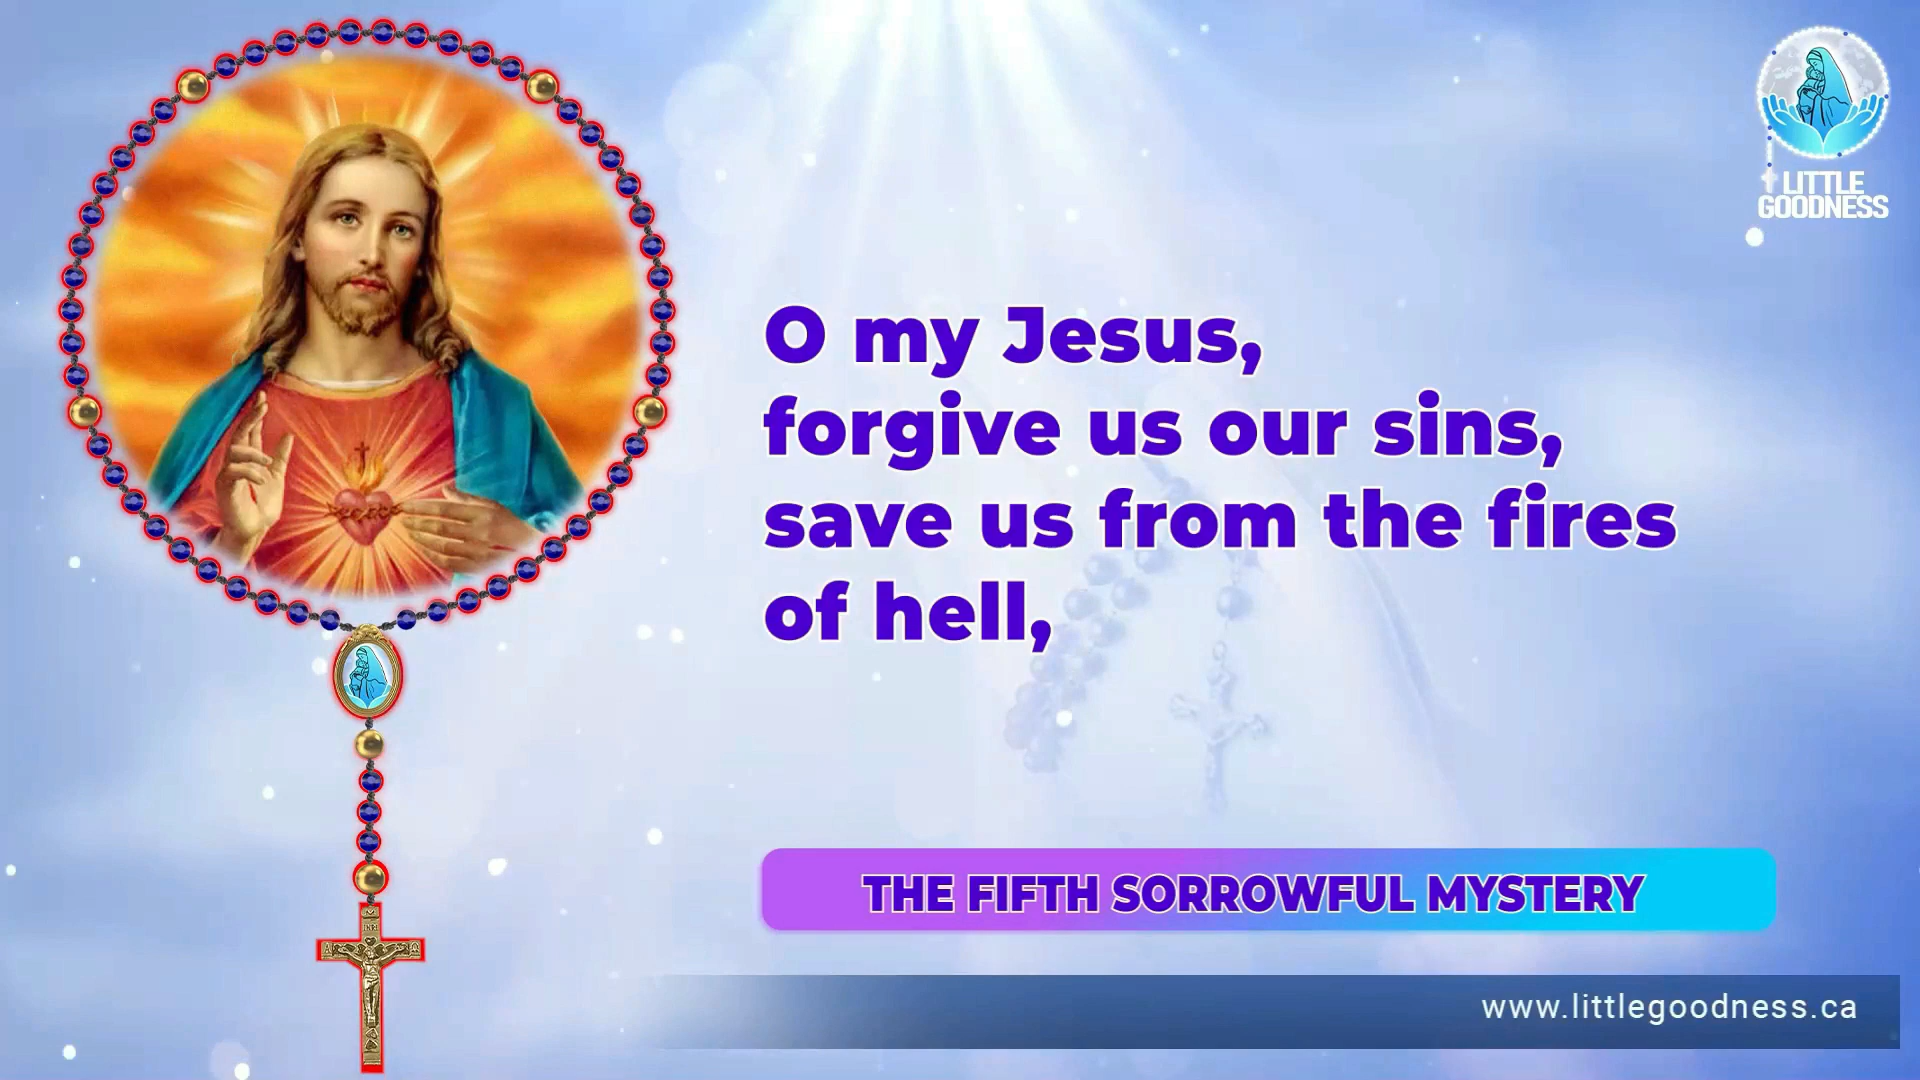 LITTLE
GOODNESS
O my Jesus,
forgive us our sins,
save us from the fires
of hell,
THE FIFTH SORROWFUL MYSTERY
INRI
www.littlegoodness.ca